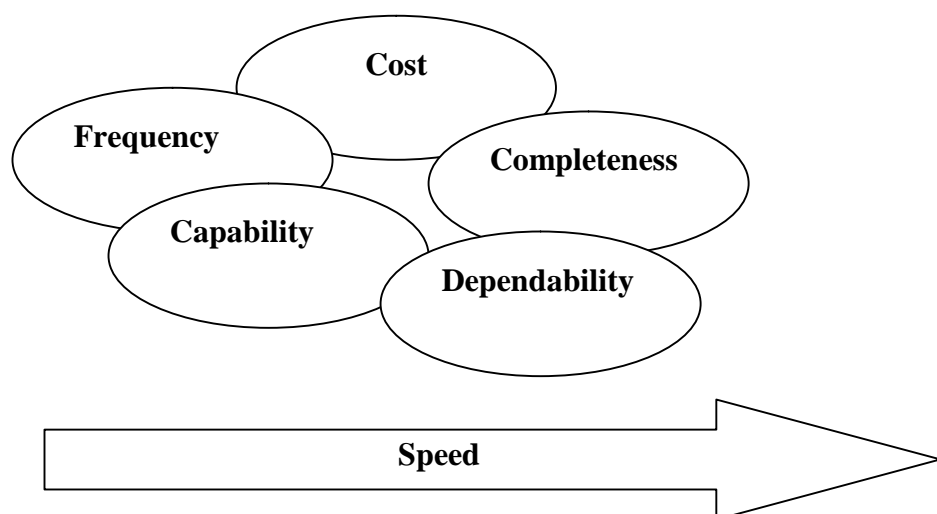 Cost
Frequency
Completeness
Capability
Dependability
Speed